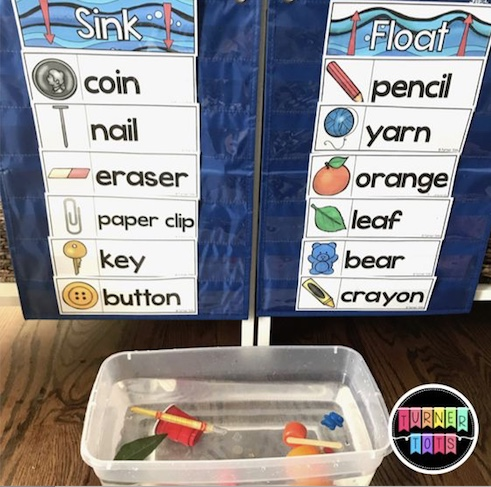 Sink
coin
nail
eraser
paper clip
key
button
Float
pencil
yarn
orange
leaf
bear
crayon
TURNER
TOTS